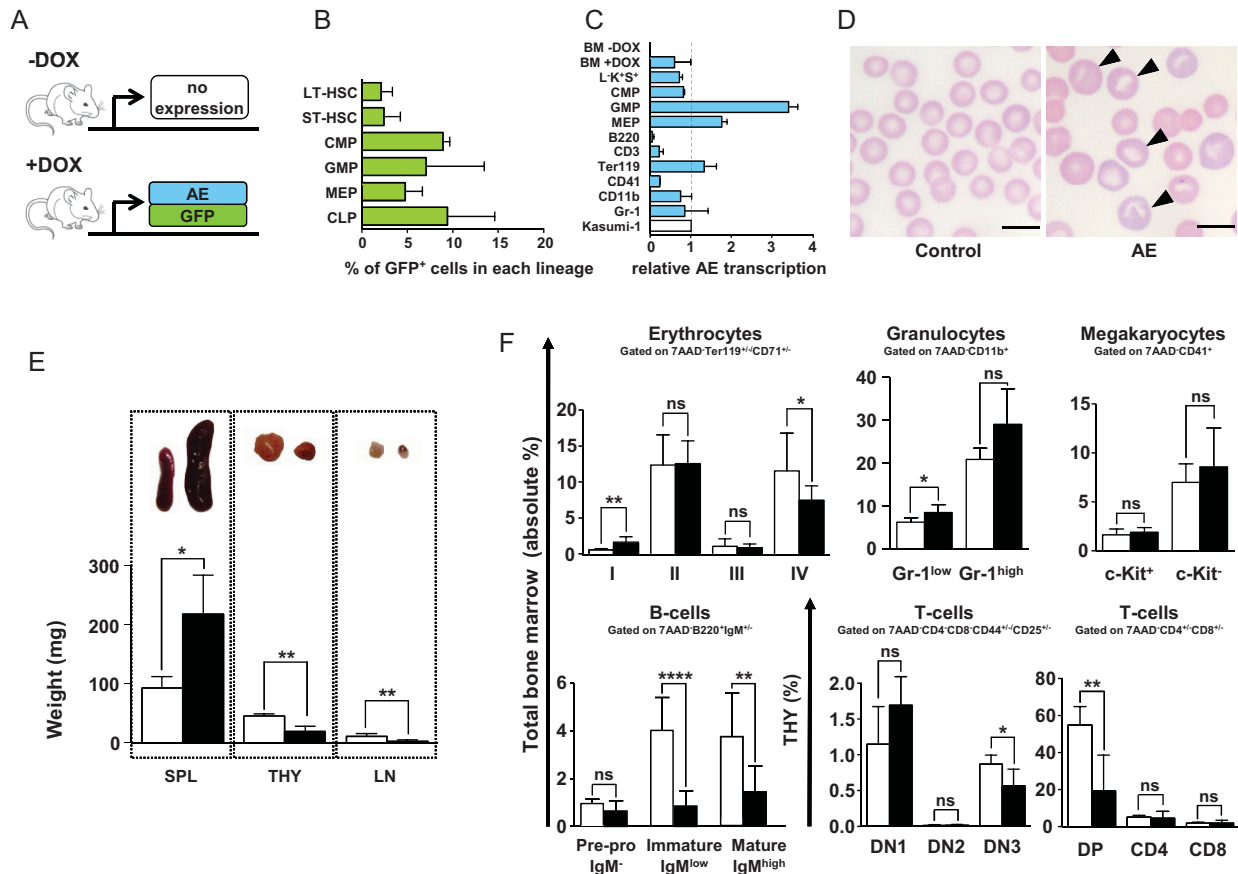 A
-DOX
no
expression
+DOX
AE
GFP
B
LT-HSC
ST-HSC
CMP
GMP
MEP
CLP
0 5 10 15 20
% of GFP⁺ cells in each lineage
C
BM -DOX
BM +DOX
L⁻K⁺S⁺
CMP
GMP
MEP
B220
CD3
Ter119
CD41
CD11b
Gr-1
Kasumi-1
0 1 2 3 4
relative AE transcription
D
Control AE
E
Weight (mg)
300
200
100
0
* ** **
SPL THY LN
F
Total bone marrow (absolute %)
Erythrocytes
Gated on 7AAD⁻Ter119⁺/⁻/CD71⁺/⁻
20
15
10
5
0
** ns ns *
I II III IV
Granulocytes
Gated on 7AAD⁻CD11b⁺
40
30
20
10
0
* ns
Gr-1ˡᵒʷ Gr-1ʰⁱᵍʰ
Megakaryocytes
Gated on 7AAD⁻CD41⁺
15
10
5
0
ns ns
c-Kit⁺ c-Kit⁻
B-cells
Gated on 7AAD⁻B220⁺IgM⁺/⁻
6
4
2
0
ns **** **
Pre-pro Immature Mature
IgM⁻ IgMˡᵒʷ IgMʰⁱᵍʰ
THY (%)
T-cells
Gated on 7AAD⁻CD4⁻CD8⁻CD44⁺/⁻/CD25⁺/⁻
2.0
1.5
1.0
0.5
0.0
ns ns *
DN1 DN2 DN3
T-cells
Gated on 7AAD⁻CD4⁺/⁻CD8⁺/⁻
80
60
40
20
0
** ns ns
DP CD4 CD8